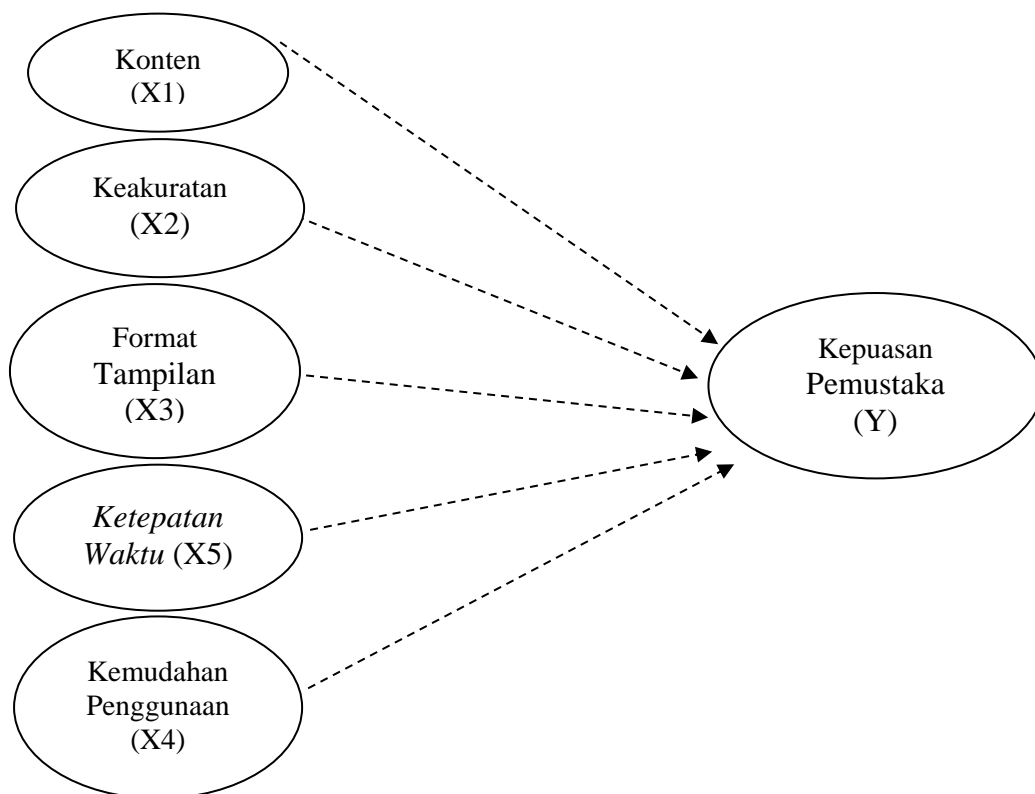 Konten
(X1)
Keakuratan
(X2)
Format
Tampilan
(X3)
Ketepatan
Waktu (X5)
Kemudahan
Penggunaan
(X4)
Kepuasan
Pemustaka
(Y)